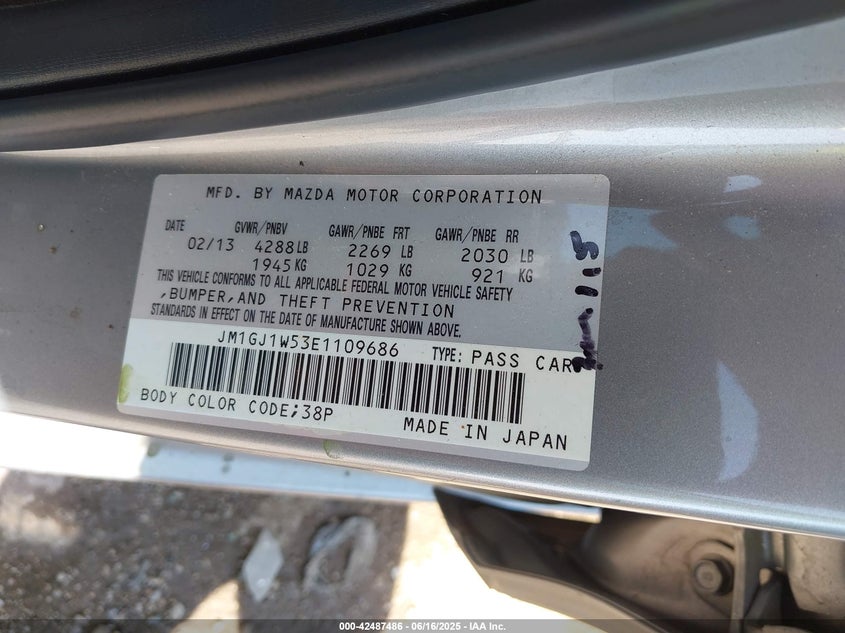 MFD. BY MAZDA MOTOR CORPORATION
DATE GVWR/PNBV GAWR/PNBE FRT GAWR/PNBE RR
02/13 4288LB 2269 LB 2030 LB
1945KG 1029 KG 921 KG
THIS VEHICLE CONFORMS TO ALL APPLICABLE FEDERAL MOTOR VEHICLE SAFETY
,BUMPER,AND THEFT PREVENTION
STANDARDS IN EFFECT ON THE DATE OF MANUFACTURE SHOWN ABOVE.
JM1GJ1W53E1109686 TYPE: PASS CAR
BODY COLOR CODE;38P
MADE IN JAPAN
000-42487486 - 06/16/2025 - IAA Inc.